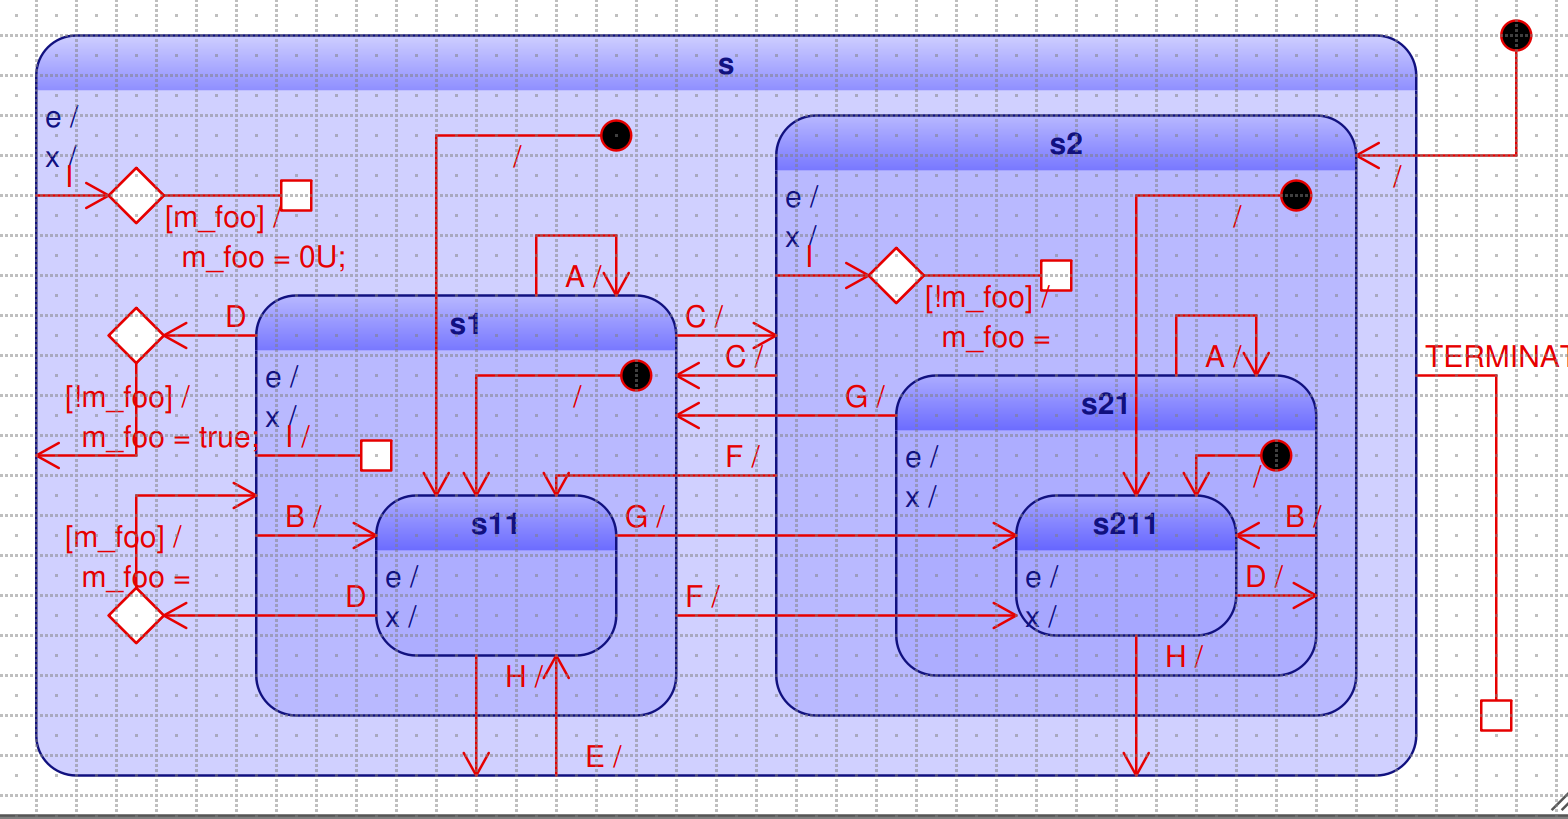 s
e /
x /
I
[m_foo] /
m_foo = 0U;
/
A /
s2
e /
x /
I
[!m_foo] /
m_foo =
/
/
D
s1
C /
C /
e /
x /
[!m_foo] /
m_foo = true;
I /
/
G /
F /
A /
s21
e /
x /
/
TERMINAT
[m_foo] /
m_foo =
B /
s11
e /
x /
D
G /
F /
s211
e /
x /
B /
D /
H /
H /
E /